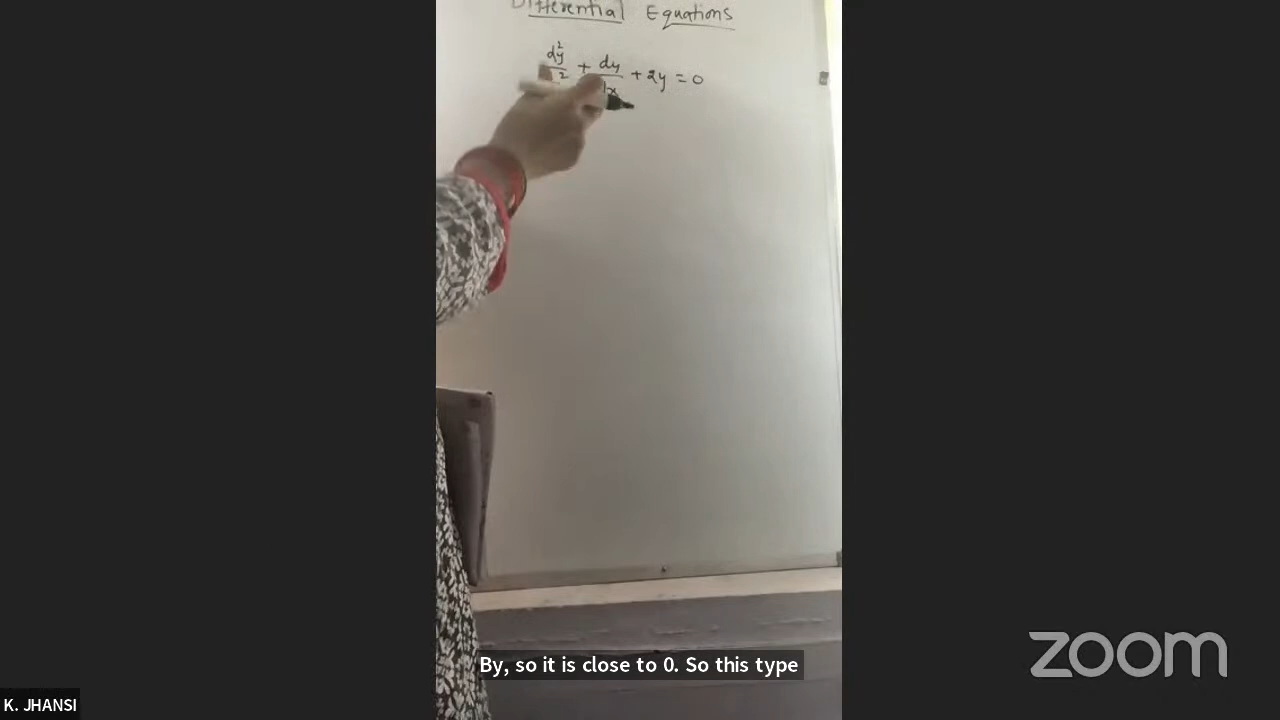 Differential Equations
d²y + dy + 2y = 0
2 dx
By, so it is close to 0. So this type
zoom
K. JHANSI